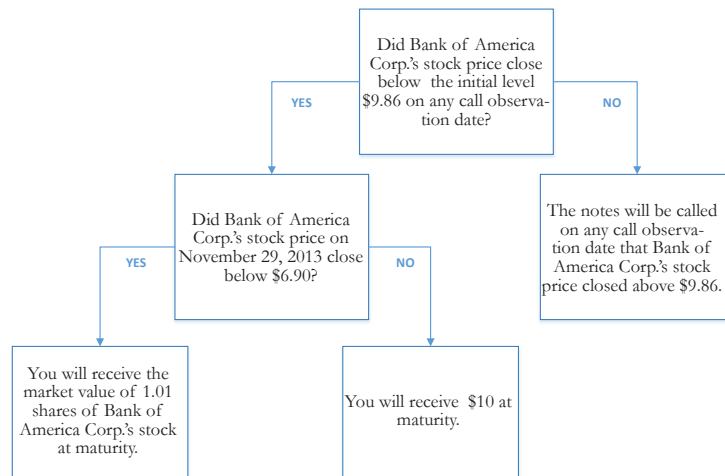 Did Bank of America
Corp.'s stock price close
below the initial level
$9.86 on any call observa-
tion date?
YES
NO
Did Bank of America
Corp.'s stock price on
November 29, 2013 close
below $6.90?
The notes will be called
on any call observa-
tion date that Bank of
America Corp.'s stock
price closed above $9.86.
YES
NO
You will receive the
market value of 1.01
shares of Bank of
America Corp.'s stock
at maturity.
You will receive $10 at
maturity.